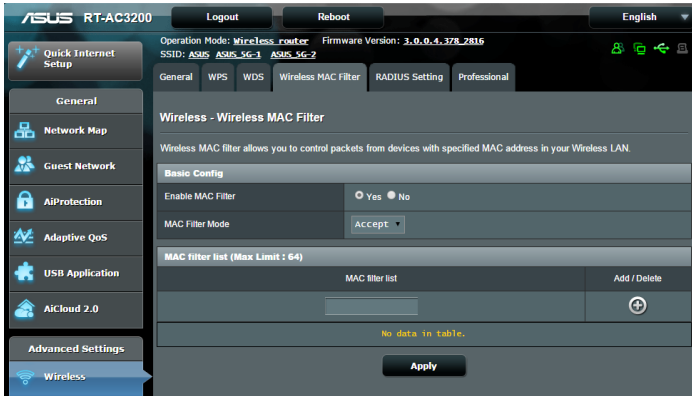 ASUS RT-AC3200 Logout Reboot English
Quick Internet Setup
Operation Mode: Wireless router Firmware Version: 3.0.0.4.378_2816
SSID: ASUS ASUS_5G-1 ASUS_5G-2
General WPS WDS Wireless MAC Filter RADIUS Setting Professional
General
Network Map
Guest Network
AiProtection
Adaptive QoS
USB Application
AiCloud 2.0
Advanced Settings
Wireless
Wireless - Wireless MAC Filter
Wireless MAC filter allows you to control packets from devices with specified MAC address in your Wireless LAN.
Basic Config
Enable MAC Filter Yes No
MAC Filter Mode Accept
MAC filter list (Max Limit : 64)
MAC filter list Add / Delete
No data in table.
Apply